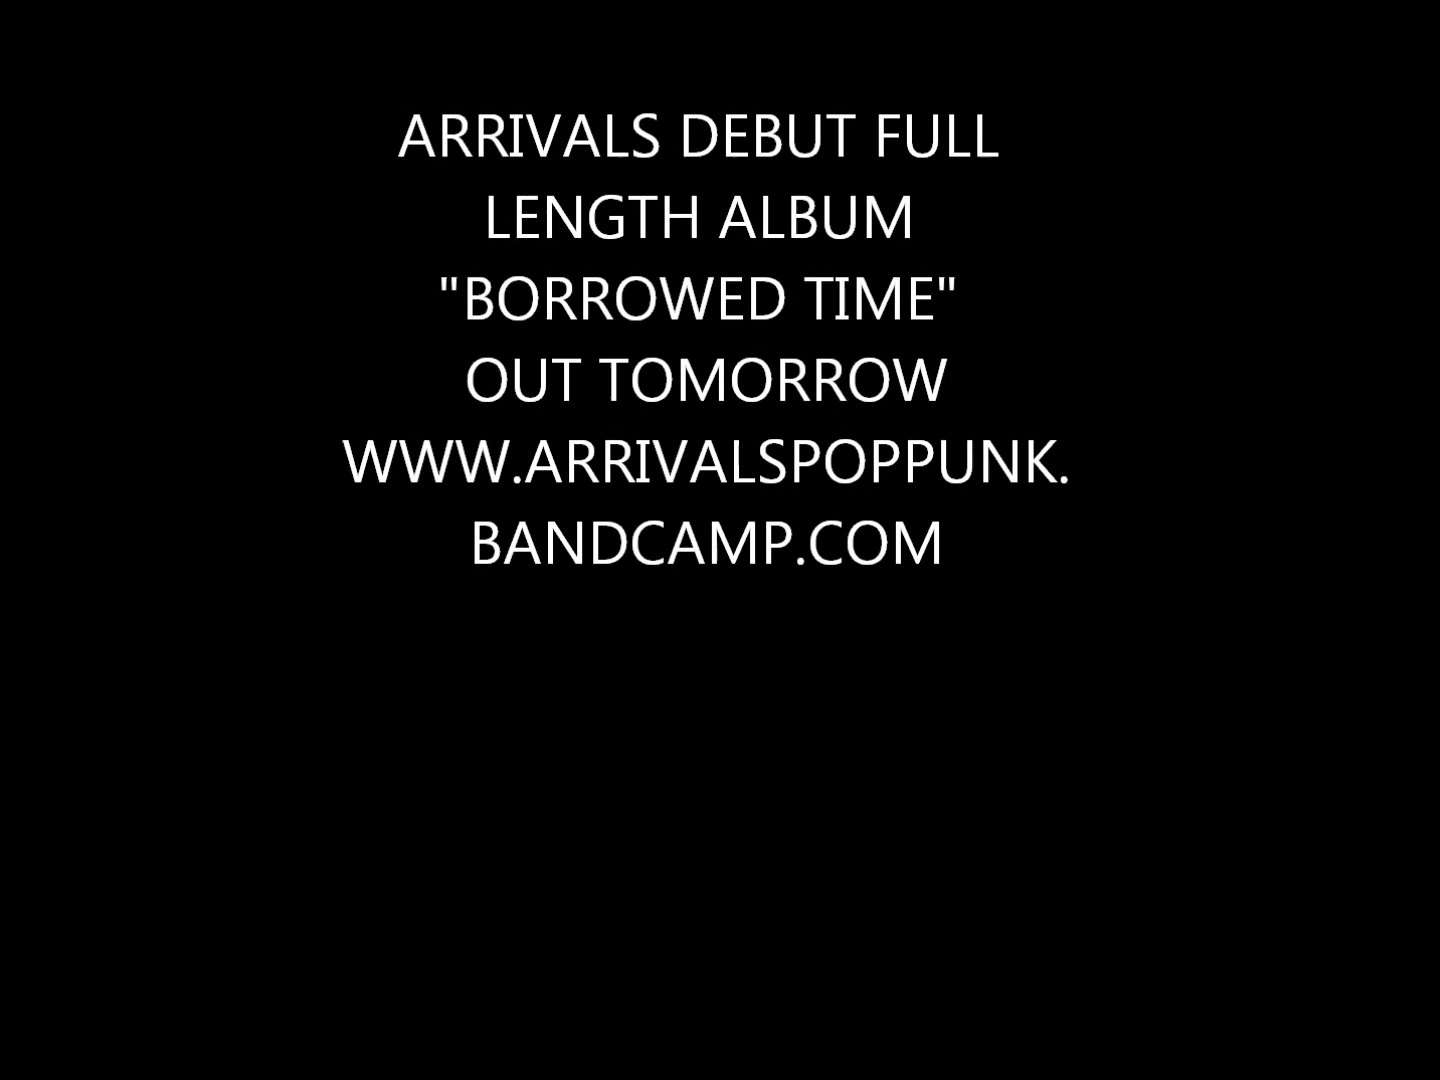 ARRIVALS DEBUT FULL
LENGTH ALBUM
"BORROWED TIME"
OUT TOMORROW
WWW.ARRIVALSPOPPUNK.
BANDCAMP.COM